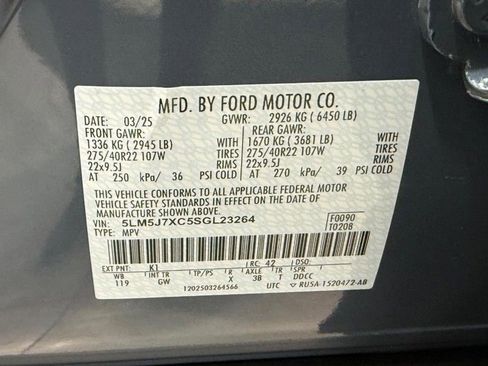 MFD. BY FORD MOTOR CO.
DATE: 03/25 GVWR: 2926 KG ( 6450 LB)
FRONT GAWR: REAR GAWR:
1336 KG ( 2945 LB) 1670 KG ( 3681 LB)
275/40R22 107W TIRES 275/40R22 107W TIRES
22x9.5J RIMS 22x9.5J RIMS
AT 250 kPa/ 36 PSI COLD AT 270 kPa/ 39 PSI COLD
THIS VEHICLE CONFORMS TO ALL APPLICABLE FEDERAL MOTOR
VEHICLE SAFETY STANDARDS IN EFFECT ON THE DATE
OF MANUFACTURE SHOWN ABOVE.
VIN: 5LM5J7XC5SGL23264 F0090
TYPE: MPV T0208
EXT PNT: K1 RC: 42 DSO:
WB INT TR TP/PS R AXLE TR SPR
119 GW X 3B T DDCC
1202503264566 UTC RU5A-1520472-AB